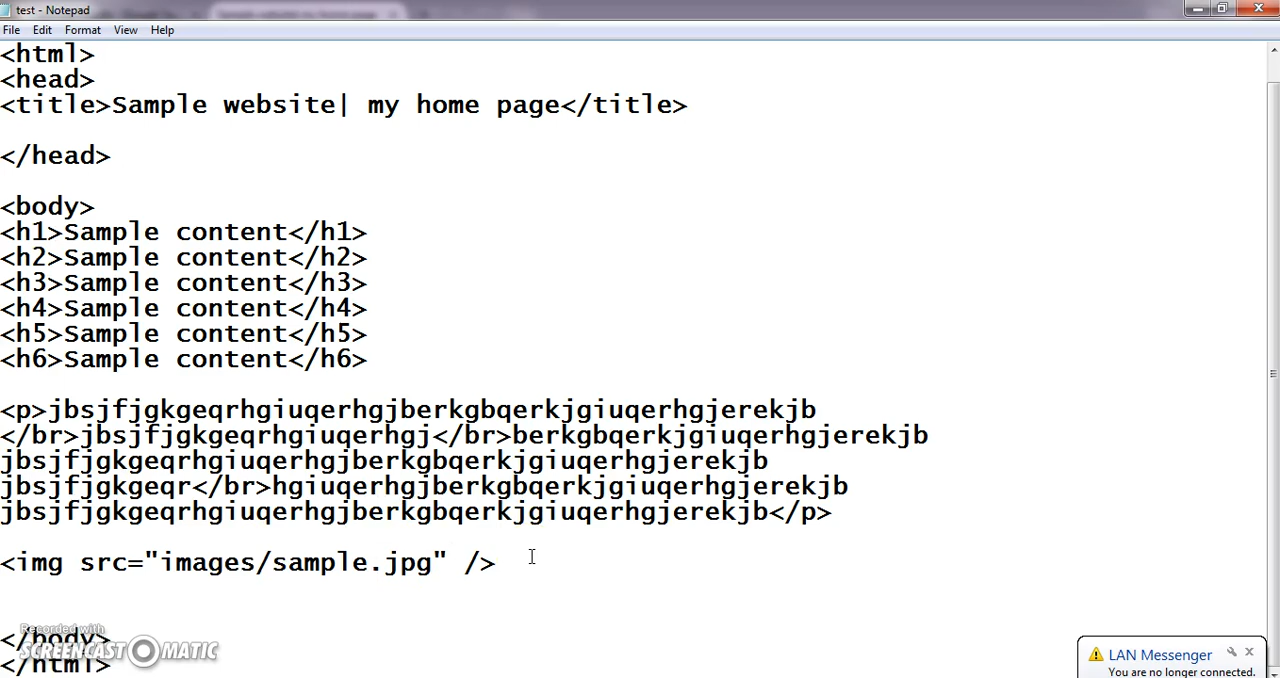 test - Notepad
File Edit Format View Help
<html>
<head>
<title>Sample website| my home page</title>
</head>
<body>
<h1>Sample content</h1>
<h2>Sample content</h2>
<h3>Sample content</h3>
<h4>Sample content</h4>
<h5>Sample content</h5>
<h6>Sample content</h6>
<p>jbsjfjgkgeqrhgiuqerhgjberkgbqerkjgiuqerhgjerekjb
</br>jbsjfjgkgeqrhgiuqerhgj</br>berkgbqerkjgiuqerhgjerekjb
jbsjfjgkgeqrhgiuqerhgjberkgbqerkjgiuqerhgjerekjb
jbsjfjgkgeqr</br>hgiuqerhgjberkgbqerkjgiuqerhgjerekjb
jbsjfjgkgeqrhgiuqerhgjberkgbqerkjgiuqerhgjerekjb</p>
<img src="images/sample.jpg" />
</body>
</html>
Recorded with
SCREENCAST-O-MATIC
LAN Messenger
You are no longer connected.